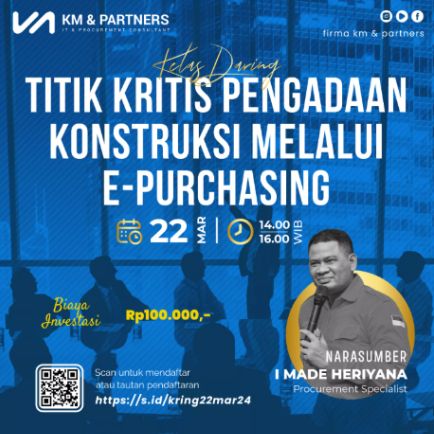 KM & PARTNERS
IT & PROCUREMENT CONSULTANT
firma km & partners
Kelas Daring
TITIK KRITIS PENGADAAN
KONSTRUKSI MELALUI
E-PURCHASING
22 MAR
14.00
16.00 WIB
Biaya
Investasi
Rp100.000,-
NARASUMBER
I MADE HERIYANA
Procurement Specialist
Scan untuk mendaftar
atau tautan pendaftaran
https://s.id/kring22mar24